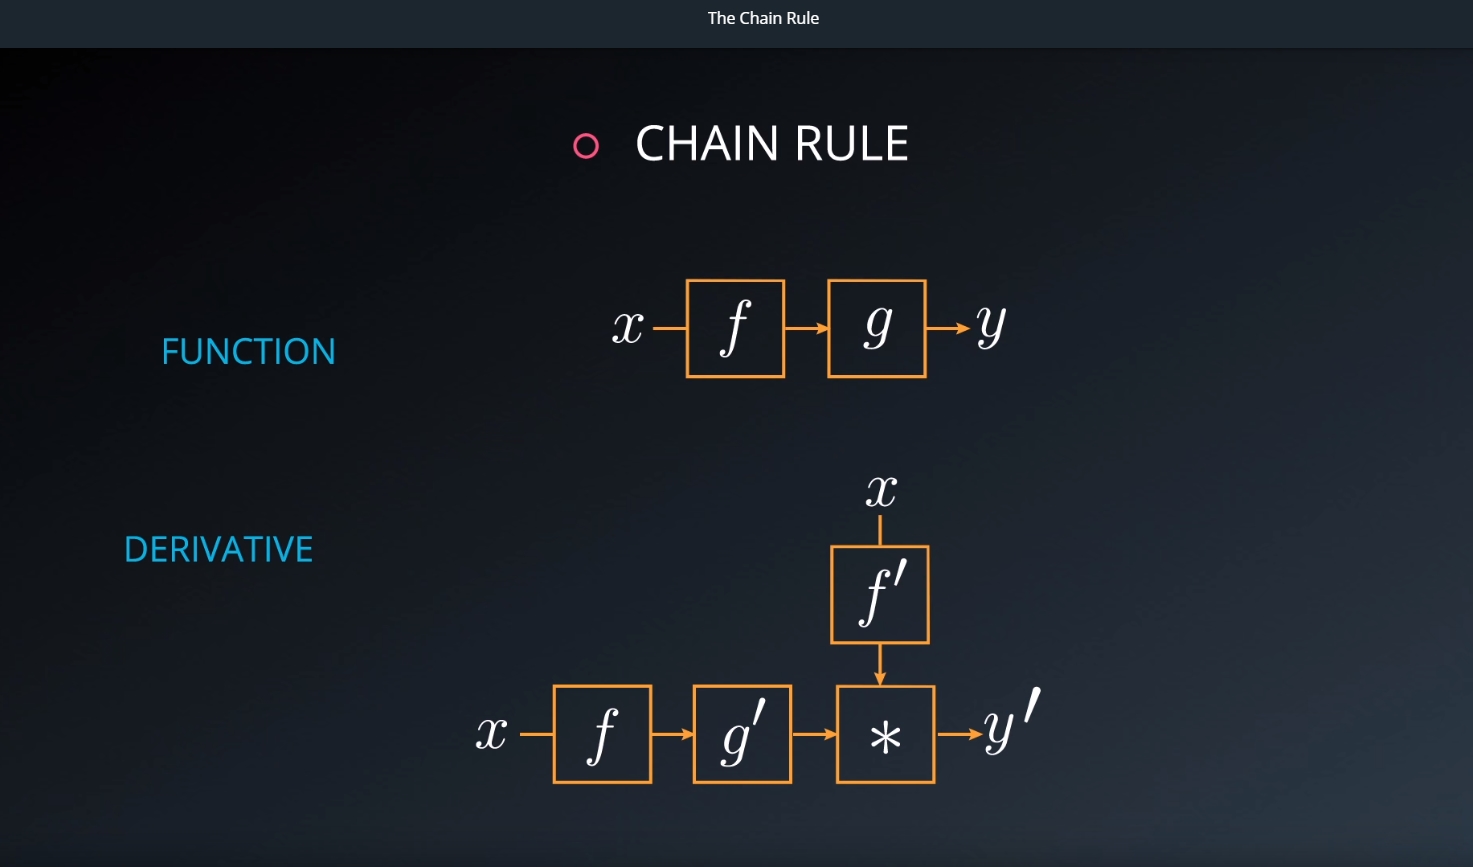 The Chain Rule
CHAIN RULE
FUNCTION
x f g y
DERIVATIVE
x
f′
x f g′ * y′